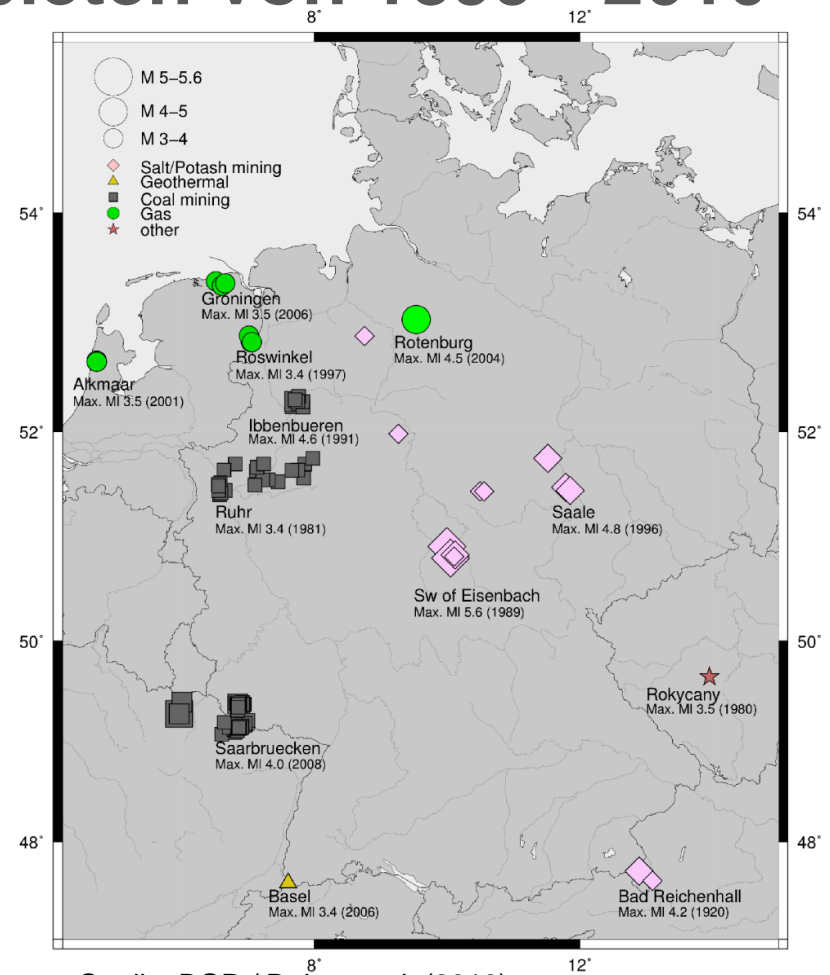 8°
12°
M 5–5.6
M 4–5
M 3–4
Salt/Potash mining
Geothermal
Coal mining
Gas
other
54°
54°
Groningen
Max. Ml 3.5 (2006)
Rotenburg
Max. Ml 4.5 (2004)
Roswinkel
Max. Ml 3.4 (1997)
Alkmaar
Max. Ml 3.5 (2001)
Ibbenbueren
Max. Ml 4.6 (1991)
52°
52°
Ruhr
Max. Ml 3.4 (1981)
Saale
Max. Ml 4.8 (1996)
Sw of Eisenbach
Max. Ml 5.6 (1989)
50°
50°
Rokycany
Max. Ml 3.5 (1980)
Saarbruecken
Max. Ml 4.0 (2008)
48°
48°
Basel
Max. Ml 3.4 (2006)
Bad Reichenhall
Max. Ml 4.2 (1920)
8°
12°